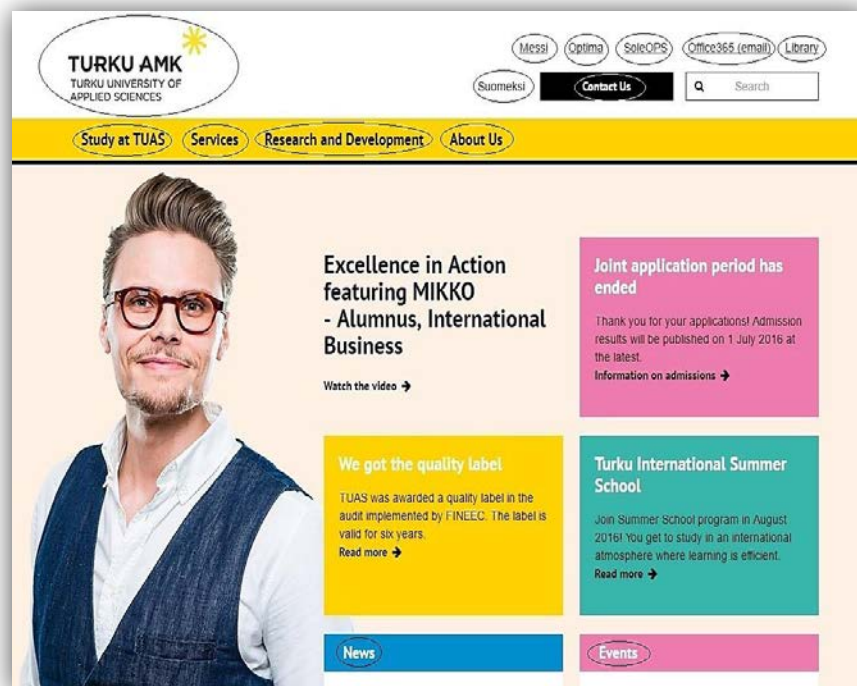 TURKU AMK
TURKU UNIVERSITY OF
APPLIED SCIENCES
Messi Optima SoleOPS Office365 (email) Library
Suomeksi Contact Us Search
Study at TUAS Services Research and Development About Us
Excellence in Action
featuring MIKKO
- Alumnus, International
Business
Watch the video →
Joint application period has
ended
Thank you for your applications! Admission
results will be published on 1 July 2016 at
the latest.
Information on admissions →
We got the quality label
TUAS was awarded a quality label in the
audit implemented by FINEEC. The label is
valid for six years.
Read more →
Turku International Summer
School
Join Summer School program in August
2016! You get to study in an international
atmosphere where learning is efficient.
Read more →
News
Events